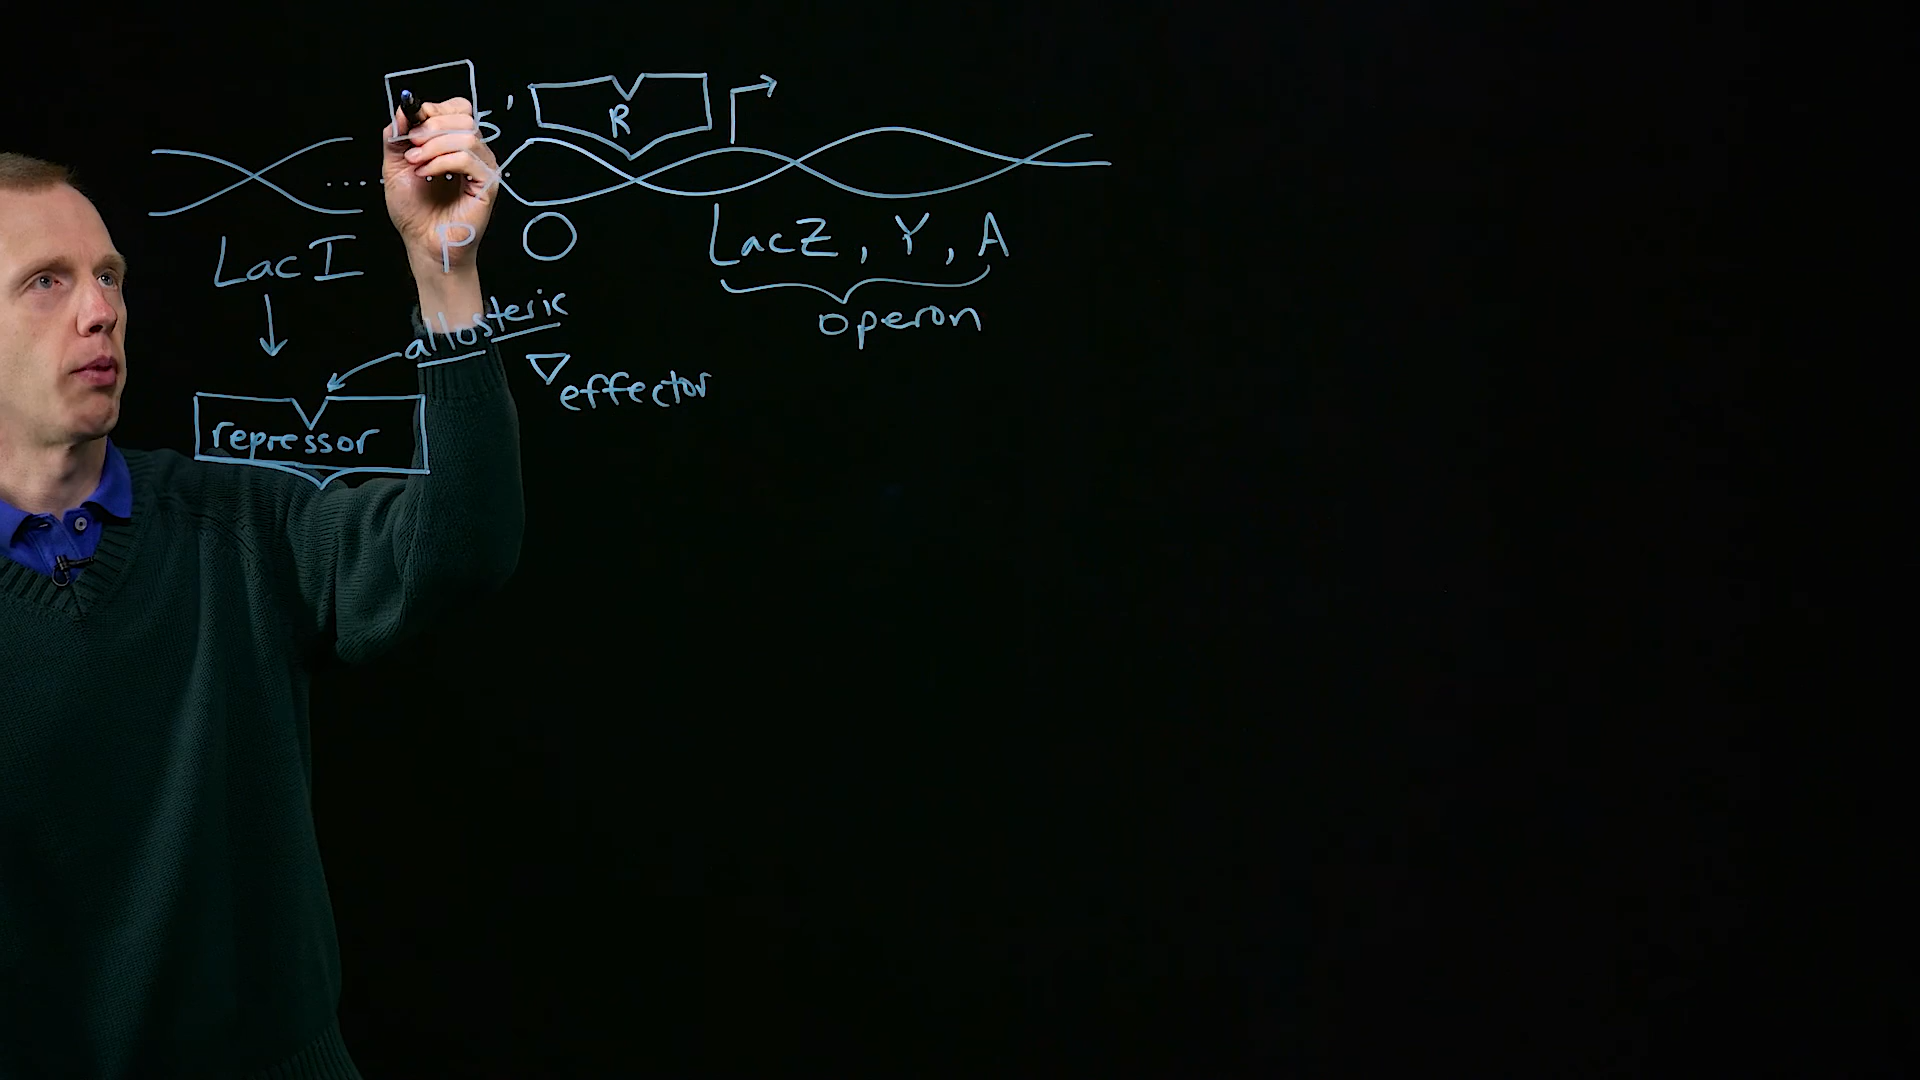 5'
R
LacI
P O
LacZ, Y, A
operon
allosteric
effector
repressor